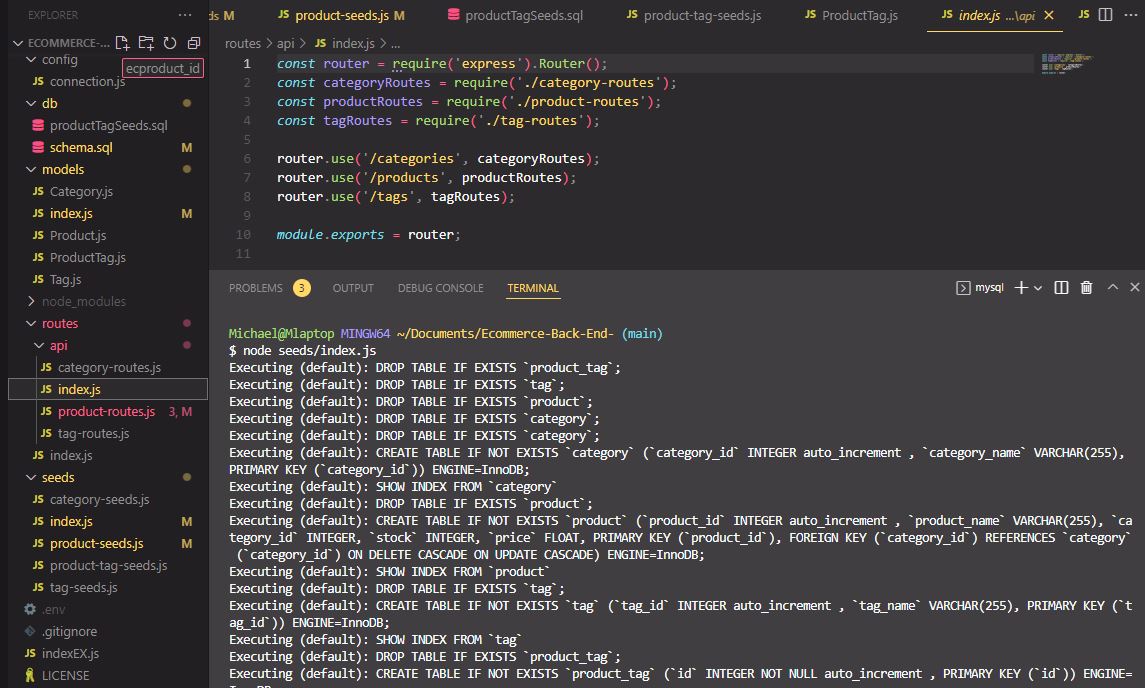 EXPLORER
...
ds M
JS product-seeds.js M
productTagSeeds.sql
JS product-tag-seeds.js
JS ProductTag.js
JS index.js ...\api
JS
...
ECOMMERCE-...
config
ecproduct_id
JS connection.js
db
productTagSeeds.sql
schema.sql M
models
JS Category.js
JS index.js M
JS Product.js
JS ProductTag.js
JS Tag.js
node_modules
routes
api
JS category-routes.js
JS index.js
JS product-routes.js 3, M
JS tag-routes.js
JS index.js
seeds
JS category-seeds.js
JS index.js M
JS product-seeds.js M
JS product-tag-seeds.js
JS tag-seeds.js
.env
.gitignore
JS indexEX.js
LICENSE
routes > api > JS index.js > ...
1 const router = require('express').Router();
2 const categoryRoutes = require('./category-routes');
3 const productRoutes = require('./product-routes');
4 const tagRoutes = require('./tag-routes');
5
6 router.use('/categories', categoryRoutes);
7 router.use('/products', productRoutes);
8 router.use('/tags', tagRoutes);
9
10 module.exports = router;
11
PROBLEMS 3 OUTPUT DEBUG CONSOLE TERMINAL
mysql
Michael@Mlaptop MINGW64 ~/Documents/Ecommerce-Back-End- (main)
$ node seeds/index.js
Executing (default): DROP TABLE IF EXISTS `product_tag`;
Executing (default): DROP TABLE IF EXISTS `tag`;
Executing (default): DROP TABLE IF EXISTS `product`;
Executing (default): DROP TABLE IF EXISTS `category`;
Executing (default): DROP TABLE IF EXISTS `category`;
Executing (default): CREATE TABLE IF NOT EXISTS `category` (`category_id` INTEGER auto_increment , `category_name` VARCHAR(255),
PRIMARY KEY (`category_id`)) ENGINE=InnoDB;
Executing (default): SHOW INDEX FROM `category`
Executing (default): DROP TABLE IF EXISTS `product`;
Executing (default): CREATE TABLE IF NOT EXISTS `product` (`product_id` INTEGER auto_increment , `product_name` VARCHAR(255), `ca
tegory_id` INTEGER, `stock` INTEGER, `price` FLOAT, PRIMARY KEY (`product_id`), FOREIGN KEY (`category_id`) REFERENCES `category`
(`category_id`) ON DELETE CASCADE ON UPDATE CASCADE) ENGINE=InnoDB;
Executing (default): SHOW INDEX FROM `product`
Executing (default): DROP TABLE IF EXISTS `tag`;
Executing (default): CREATE TABLE IF NOT EXISTS `tag` (`tag_id` INTEGER auto_increment , `tag_name` VARCHAR(255), PRIMARY KEY (`t
ag_id`)) ENGINE=InnoDB;
Executing (default): SHOW INDEX FROM `tag`
Executing (default): DROP TABLE IF EXISTS `product_tag`;
Executing (default): CREATE TABLE IF NOT EXISTS `product_tag` (`id` INTEGER NOT NULL auto_increment , PRIMARY KEY (`id`)) ENGINE=